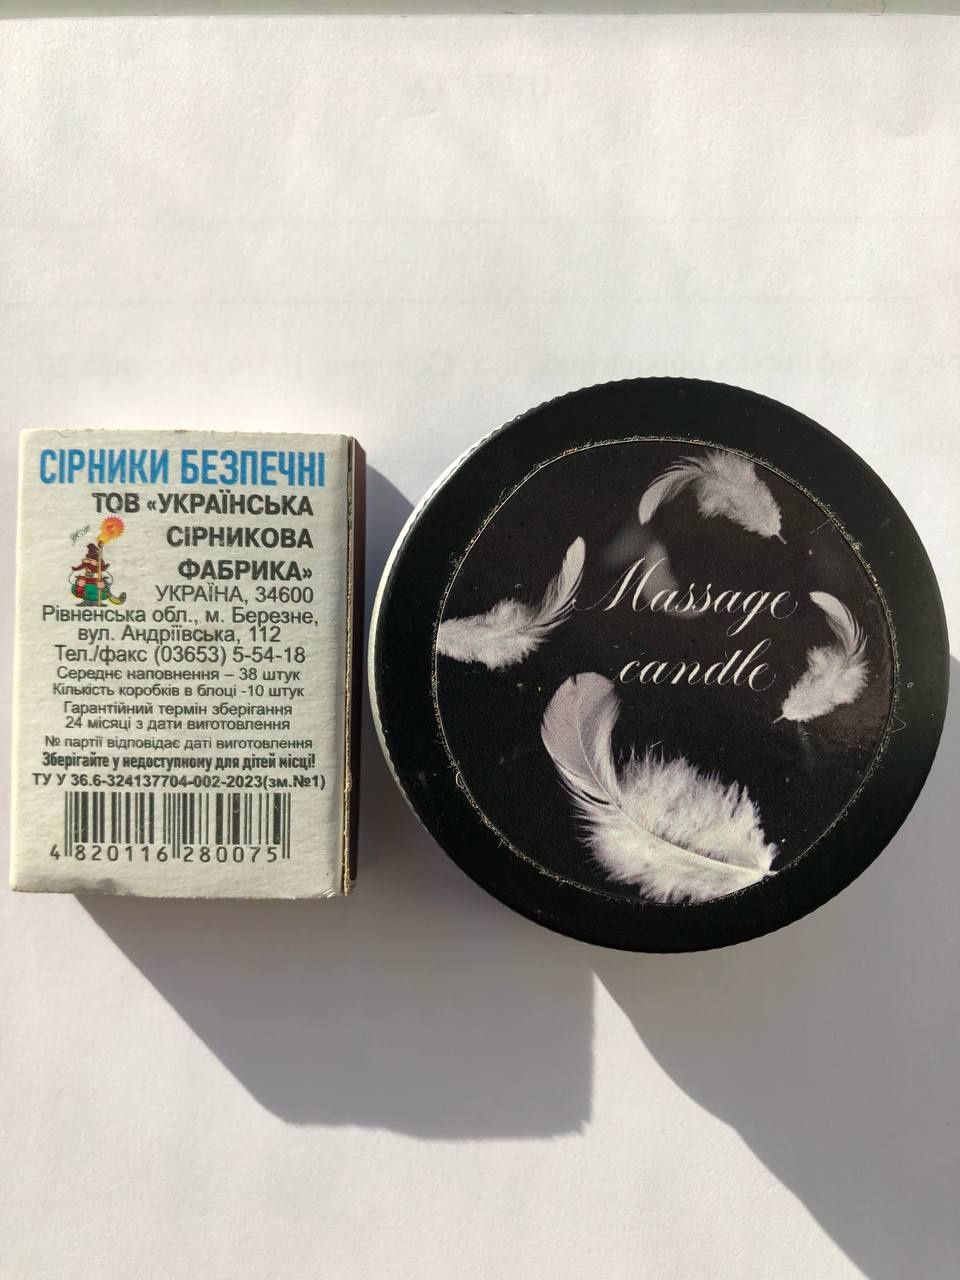 СІРНИКИ БЕЗПЕЧНІ
ТОВ «УКРАЇНСЬКА
СІРНИКОВА
ФАБРИКА»
УКРАЇНА, 34600
Рівненська обл., м. Березне,
вул. Андріївська, 112
Тел./факс (03653) 5-54-18
Середнє наповнення – 38 штук
Кількість коробків в блоці -10 штук
Гарантійний термін зберігання
24 місяці з дати виготовлення
№ партії відповідає даті виготовлення
Зберігайте у недоступному для дітей місці!
ТУ У 36.6-324137704-002-2023(зм.№1)
4 820116 280075
Massage
candle